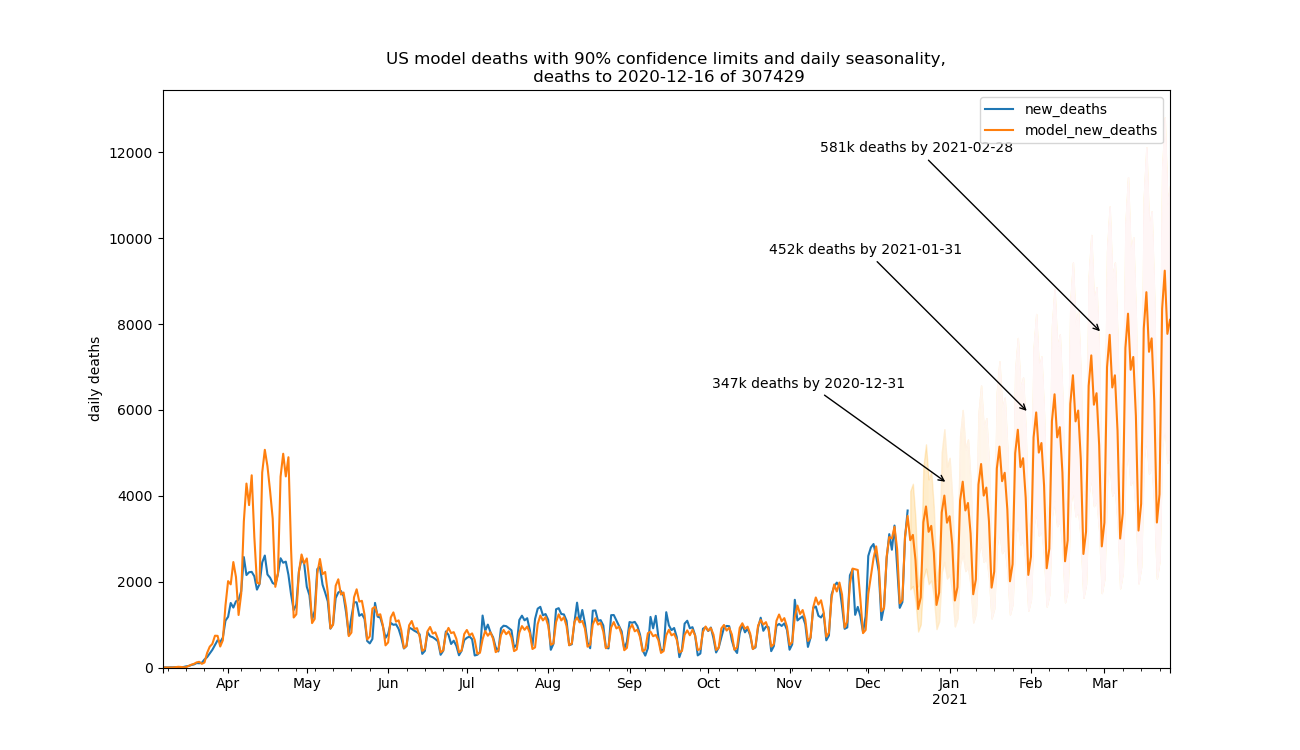 US model deaths with 90% confidence limits and daily seasonality,
deaths to 2020-12-16 of 307429
new_deaths
model_new_deaths
581k deaths by 2021-02-28
452k deaths by 2021-01-31
347k deaths by 2020-12-31
daily deaths
12000
10000
8000
6000
4000
2000
0
Apr May Jun Jul Aug Sep Oct Nov Dec Jan Feb Mar
2021